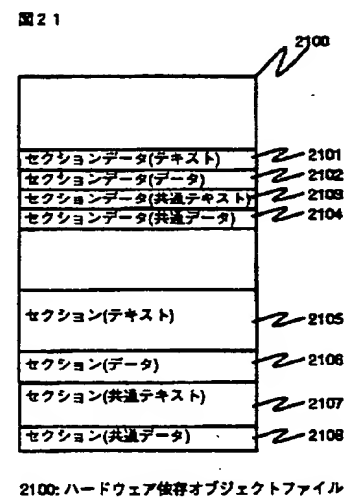 図21
2100
セクションデータ(テキスト) 2101
セクションデータ(データ) 2102
セクションデータ(共通テキスト) 2103
セクションデータ(共通データ) 2104
セクション(テキスト) 2105
セクション(データ) 2106
セクション(共通テキスト) 2107
セクション(共通データ) 2108
2100: ハードウェア依存オブジェクトファイル